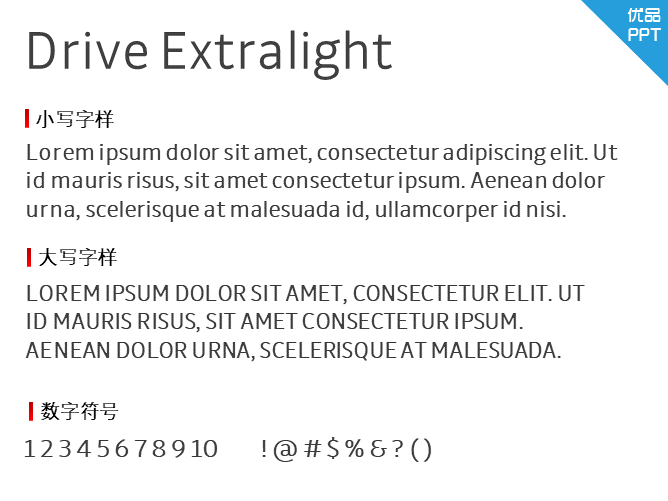 优品
PPT
Drive Extralight
小写字样
Lorem ipsum dolor sit amet, consectetur adipiscing elit. Ut
id mauris risus, sit amet consectetur ipsum. Aenean dolor
urna, scelerisque at malesuada id, ullamcorper id nisi.
大写字样
LOREM IPSUM DOLOR SIT AMET, CONSECTETUR ELIT. UT
ID MAURIS RISUS, SIT AMET CONSECTETUR IPSUM.
AENEAN DOLOR URNA, SCELERISQUE AT MALESUADA.
数字符号
1 2 3 4 5 6 7 8 9 10 ! @ # $ % & ? ( )